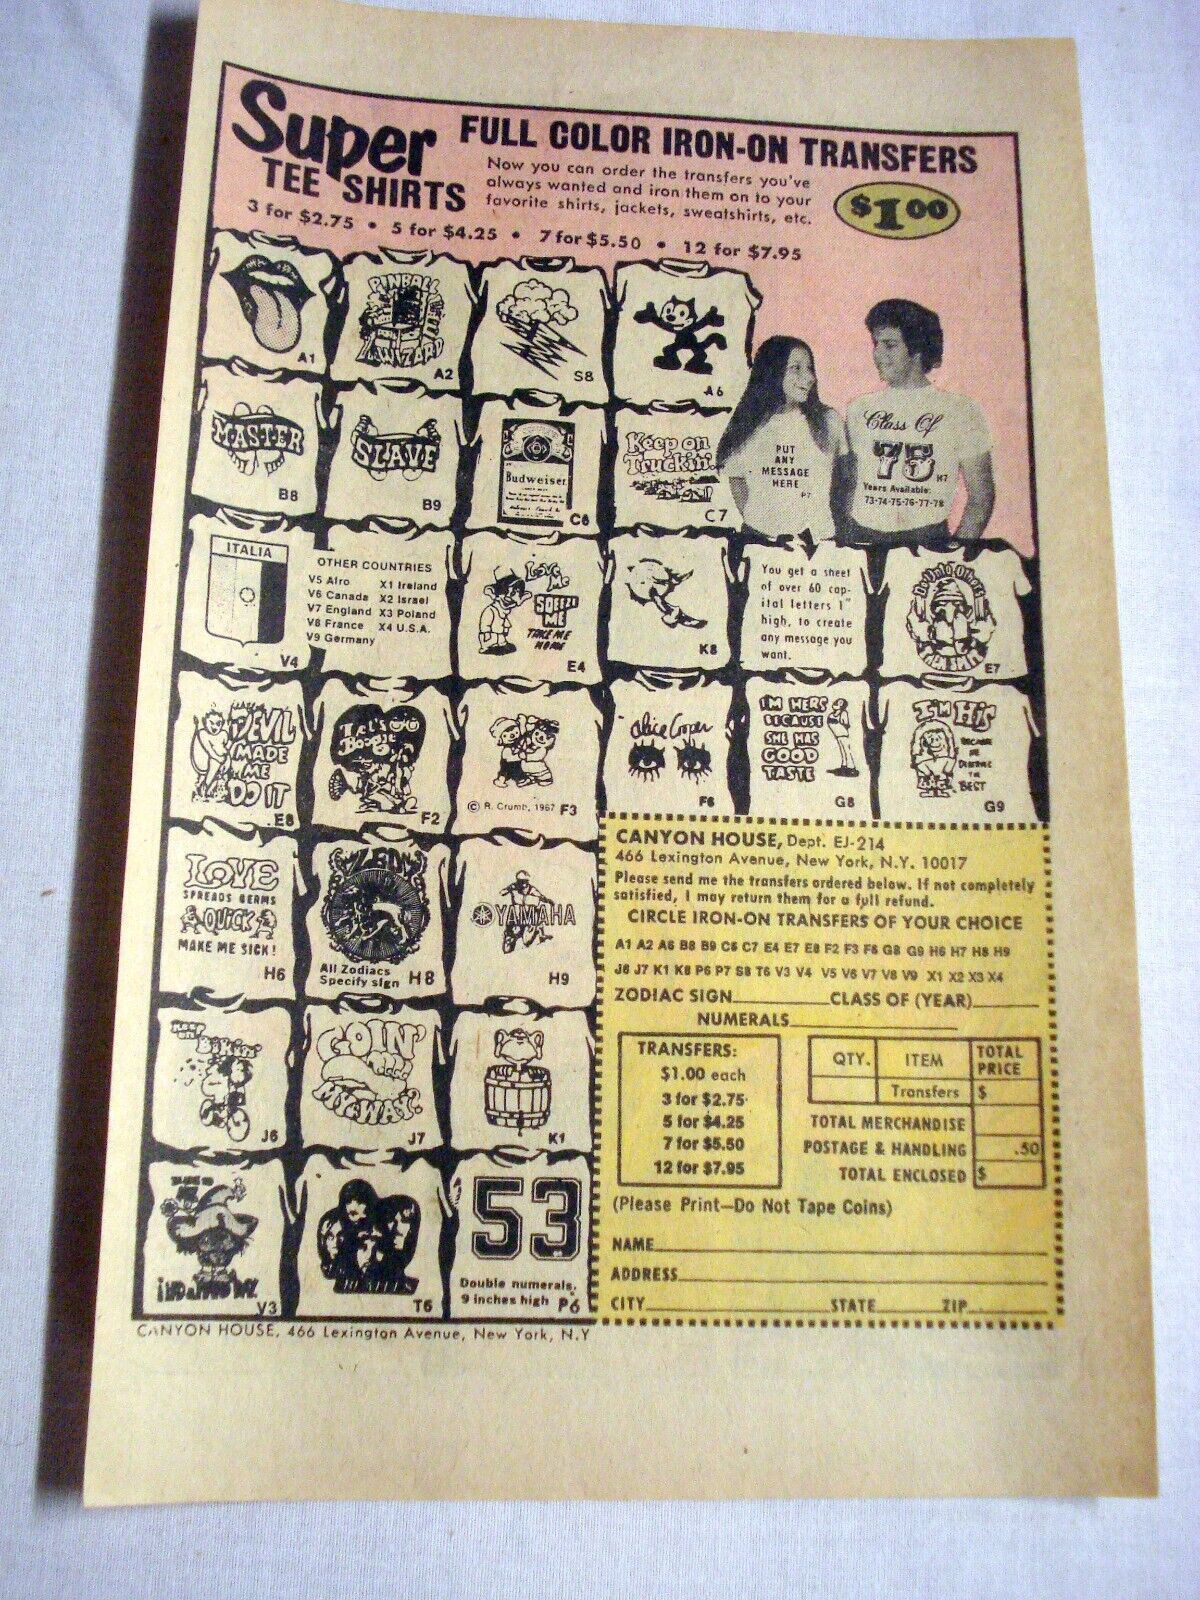 Super
TEE SHIRTS
FULL COLOR IRON-ON TRANSFERS
Now you can order the transfers you've
always wanted and iron them on to your
favorite shirts, jackets, sweatshirts, etc.
$1.00
3 for $2.75 • 5 for $4.25 • 7 for $5.50 • 12 for $7.95
A1
PINBALL
WIZARD
A2
S8
A6
MASTER
B8
SLAVE
B9
Budweiser
C6
Keep on
Truckin'
C7
PUT
ANY
MESSAGE
HERE
P7
Class Of
75
H7
Years Available:
73-74-75-76-77-78
ITALIA
V4
OTHER COUNTRIES
V5 Afro X1 Ireland
V6 Canada X2 Israel
V7 England X3 Poland
V8 France X4 U.S.A.
V9 Germany
Love
Me
SQEEZE
ME
TAKE ME
HOME
E4
K8
You get a sheet
of over 60 cap-
ital letters 1"
high, to create
any message you
want.
Do Unto Others
E7
DEVIL
MADE
ME
DO IT
E8
Let's
Boogie
F2
© R. Crumb, 1967 F3
Alice Cooper
F6
I'M HERS
BECAUSE
SHE HAS
GOOD
TASTE
G8
I'M His
BECAUSE
HE
DESERVES
THE
BEST
G9
LOVE
SPREADS GERMS
QUICK
MAKE ME SICK!
H6
LEO
All Zodiacs
Specify sign H8
YAMAHA
H9
Keep
on
Bikin'
J6
GOIN'
MY WAY?
J7
K1
V3
T6
53
Double numerals,
9 inches high P6
CANYON HOUSE, Dept. EJ-214
466 Lexington Avenue, New York, N.Y. 10017
Please send me the transfers ordered below. If not completely
satisfied, I may return them for a full refund.
CIRCLE IRON-ON TRANSFERS OF YOUR CHOICE
A1 A2 A6 B8 B9 C6 C7 E4 E7 E8 F2 F3 F6 G8 G9 H6 H7 H8 H9
J6 J7 K1 K8 P6 P7 S8 T6 V3 V4 V5 V6 V7 V8 V9 X1 X2 X3 X4
ZODIAC SIGN CLASS OF (YEAR)
NUMERALS
TRANSFERS:
$1.00 each
3 for $2.75
5 for $4.25
7 for $5.50
12 for $7.95
QTY. ITEM TOTAL PRICE
Transfers $
TOTAL MERCHANDISE
POSTAGE & HANDLING .50
TOTAL ENCLOSED $
(Please Print—Do Not Tape Coins)
NAME
ADDRESS
CITY STATE ZIP
CANYON HOUSE, 466 Lexington Avenue, New York, N.Y